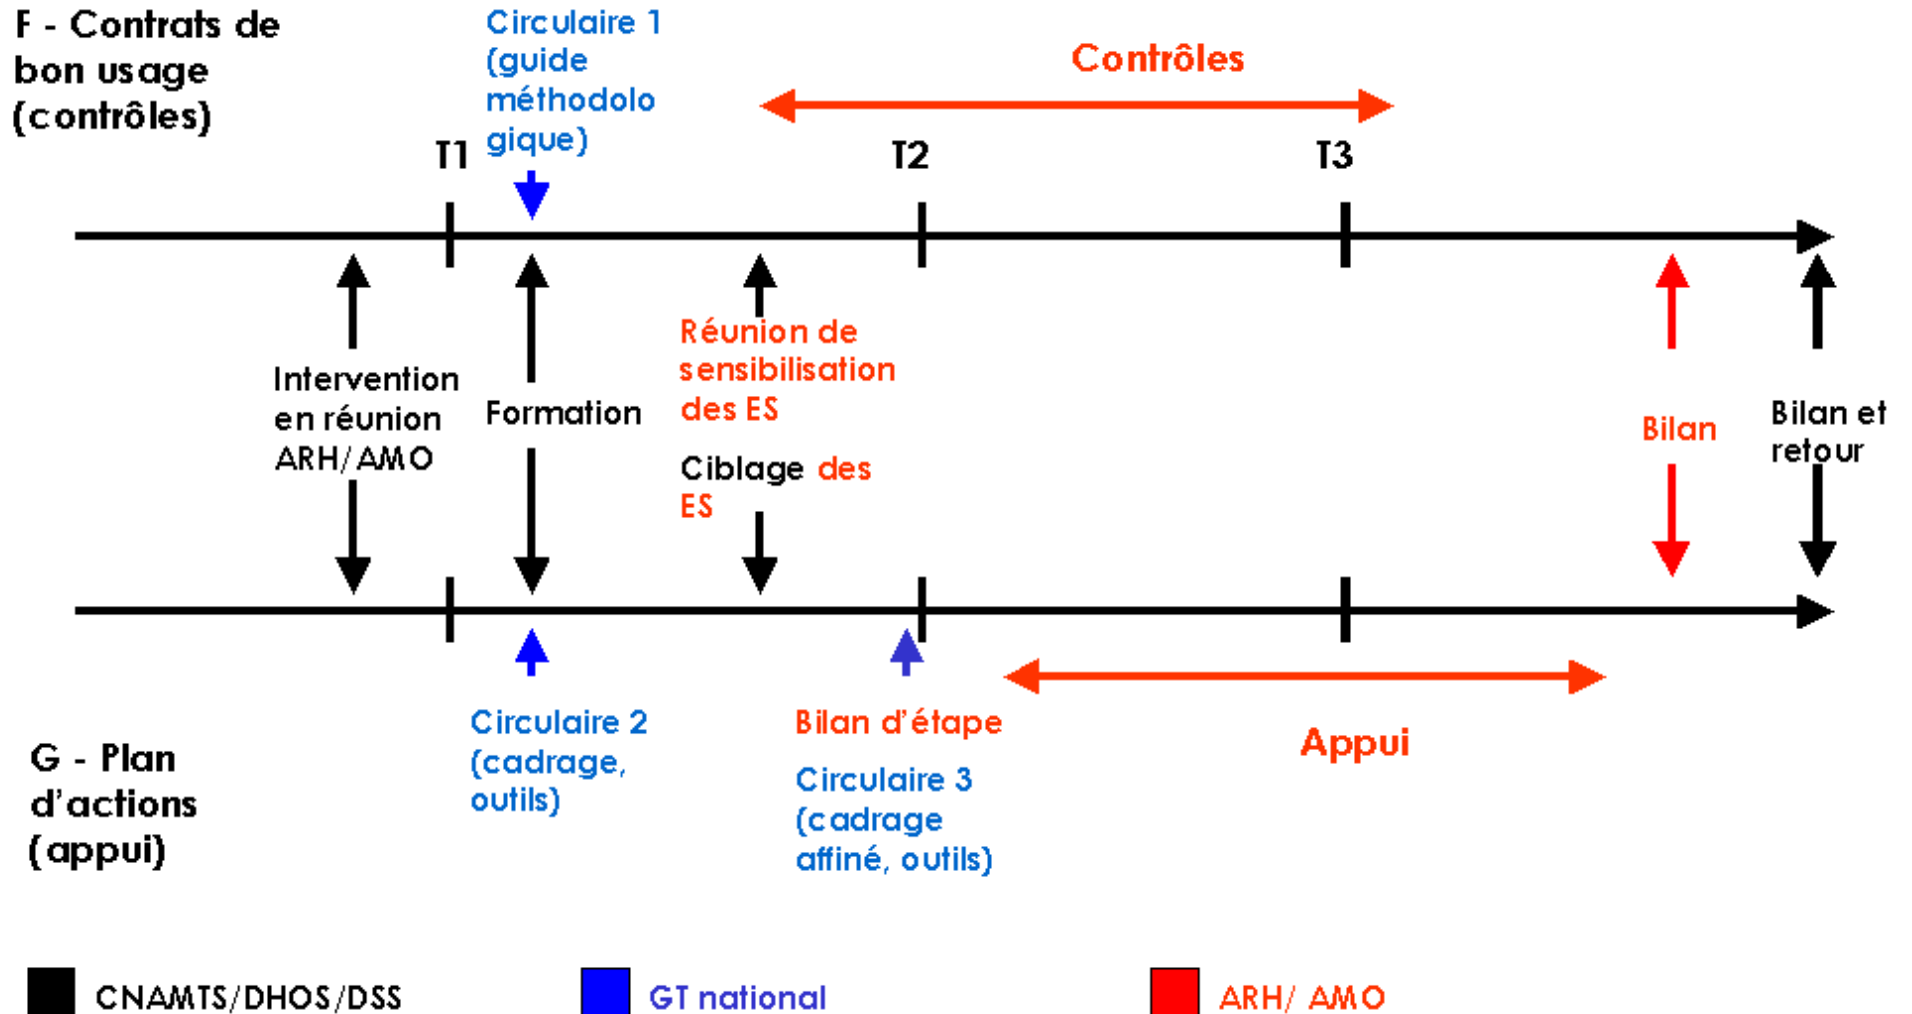 F - Contrats de
bon usage
(contrôles)
Circulaire 1
(guide
méthodolo
gique)
Contrôles
T1
T2
T3
Intervention
en réunion
ARH/AMO
Formation
Réunion de
sensibilisation
des ES
Ciblage des
ES
Bilan
Bilan et
retour
G - Plan
d'actions
(appui)
Circulaire 2
(cadrage,
outils)
Bilan d'étape
Circulaire 3
(cadrage
affiné, outils)
Appui
CNAMTS/DHOS/DSS
GT national
ARH/ AMO